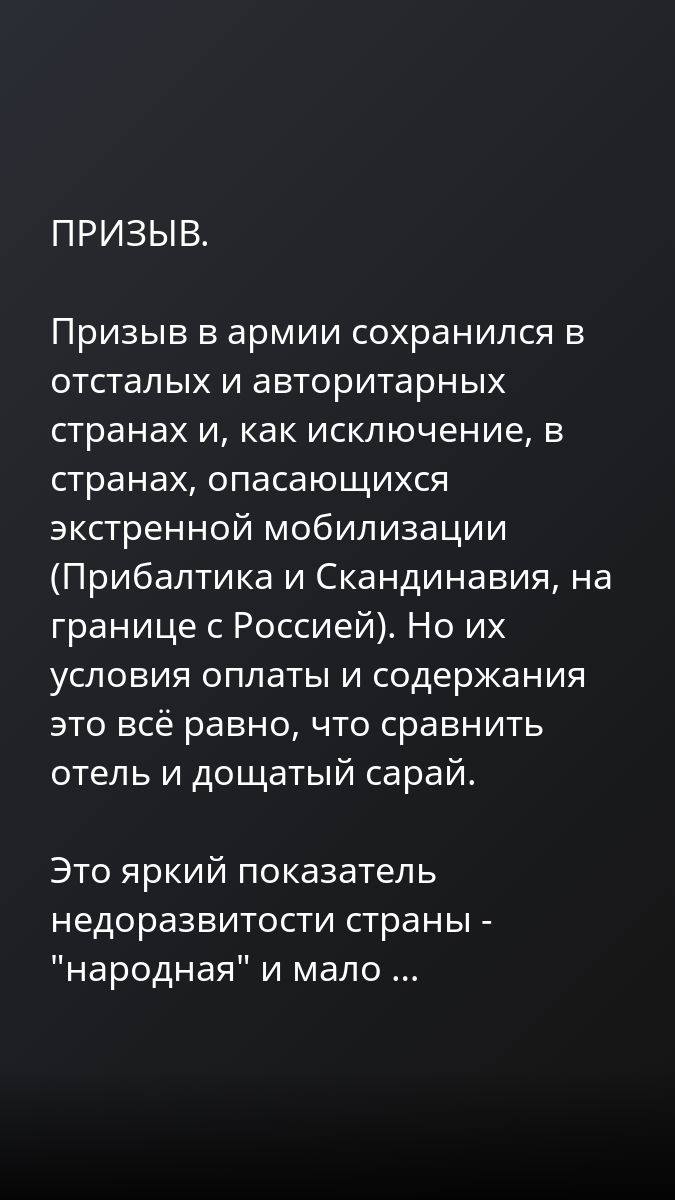 ПРИЗЫВ.
Призыв в армии сохранился в
отсталых и авторитарных
странах и, как исключение, в
странах, опасающихся
экстренной мобилизации
(Прибалтика и Скандинавия, на
границе с Россией). Но их
условия оплаты и содержания
это всё равно, что сравнить
отель и дощатый сарай.
Это яркий показатель
недоразвитости страны -
"народная" и мало ...